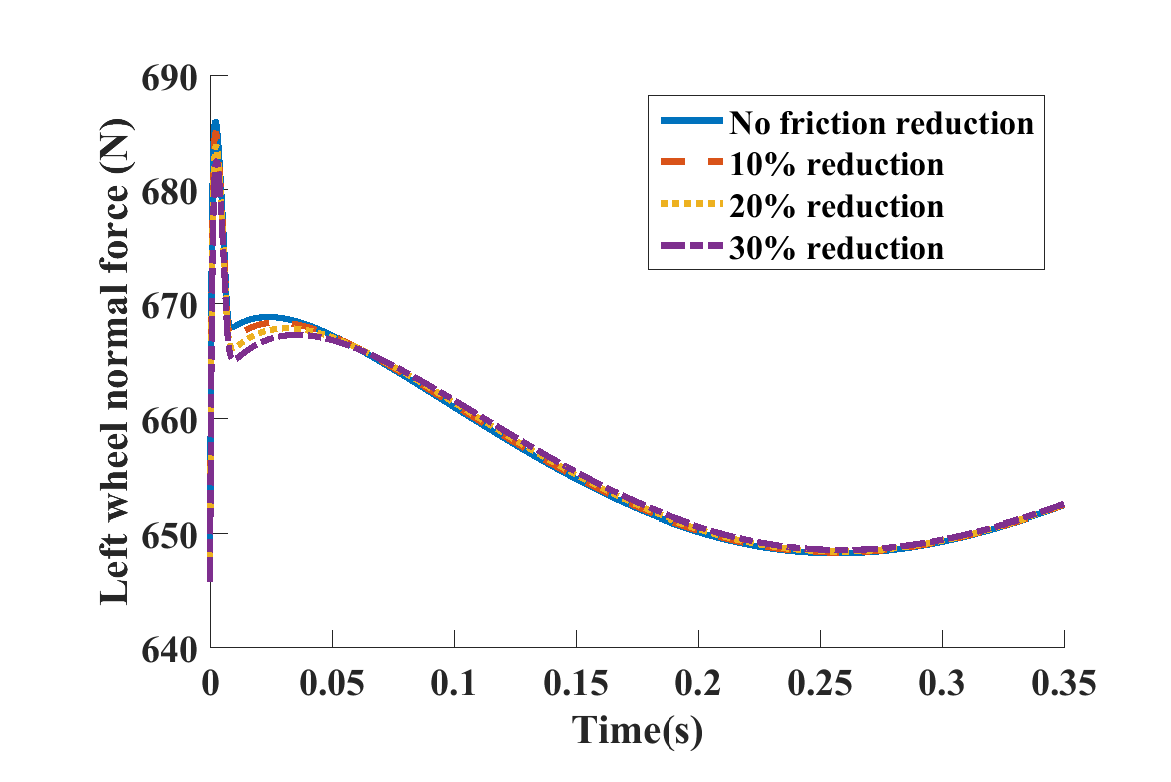 690
680
670
660
650
640
Left wheel normal force (N)
No friction reduction
10% reduction
20% reduction
30% reduction
0 0.05 0.1 0.15 0.2 0.25 0.3 0.35
Time(s)